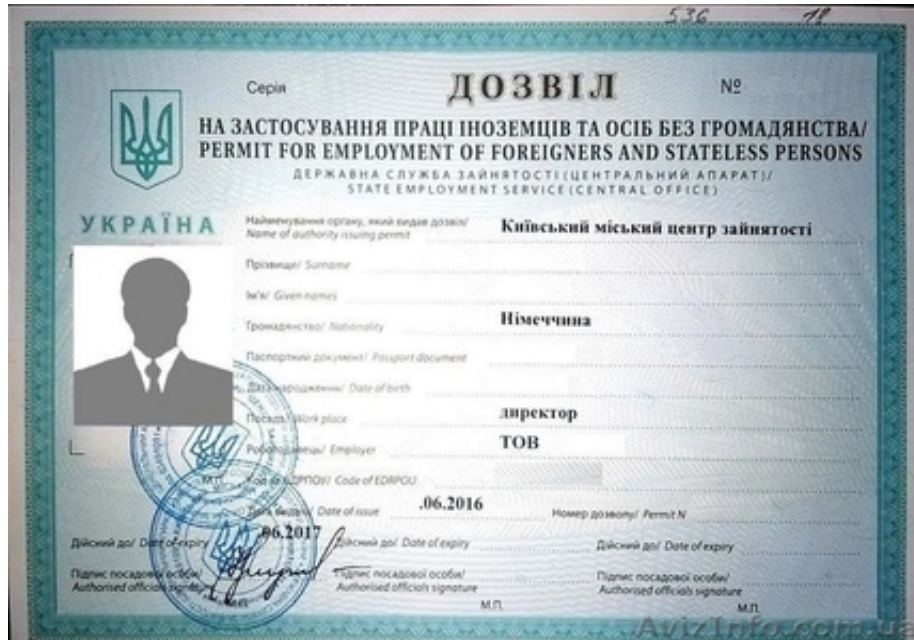 536 18
Серія ДОЗВІЛ №
НА ЗАСТОСУВАННЯ ПРАЦІ ІНОЗЕМЦІВ ТА ОСІБ БЕЗ ГРОМАДЯНСТВА/
PERMIT FOR EMPLOYMENT OF FOREIGNERS AND STATELESS PERSONS
ДЕРЖАВНА СЛУЖБА ЗАЙНЯТОСТІ (ЦЕНТРАЛЬНИЙ АПАРАТ)/
STATE EMPLOYMENT SERVICE (CENTRAL OFFICE)
УКРАЇНА
Найменування органу, який видав дозвіл/
Name of authority issuing permit
Київський міський центр зайнятості
Прізвище/ Surname
Ім'я/ Given names
Громадянство/ Nationality Німеччина
Паспортний документ/ Passport document
Дата народження/ Date of birth
Посада/ Work place директор
Роботодавець/ Employer ТОВ
Код за ЄДРПОУ/ Code of EDRPOU
М.П.
Дата видачі/ Date of issue .06.2016 Номер дозволу/ Permit N
Дійсний до/ Date of expiry .06.2017 Дійсний до/ Date of expiry Дійсний до/ Date of expiry
Підпис посадової особи/ Підпис посадової особи/ Підпис посадової особи/
Authorised officials signature Authorised officials signature Authorised officials signature
М.П. М.П. М.П.
AvizInfo.com.ua